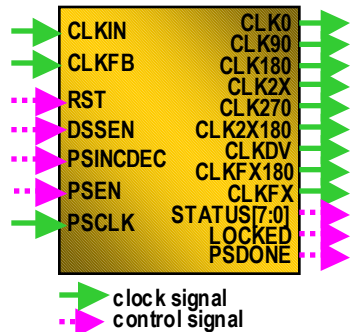 CLKIN
CLKFB
RST
DSSEN
PSINCDEC
PSEN
PSCLK
CLK0
CLK90
CLK180
CLK2X
CLK270
CLK2X180
CLKDV
CLKFX180
CLKFX
STATUS[7:0]
LOCKED
PSDONE
clock signal
control signal